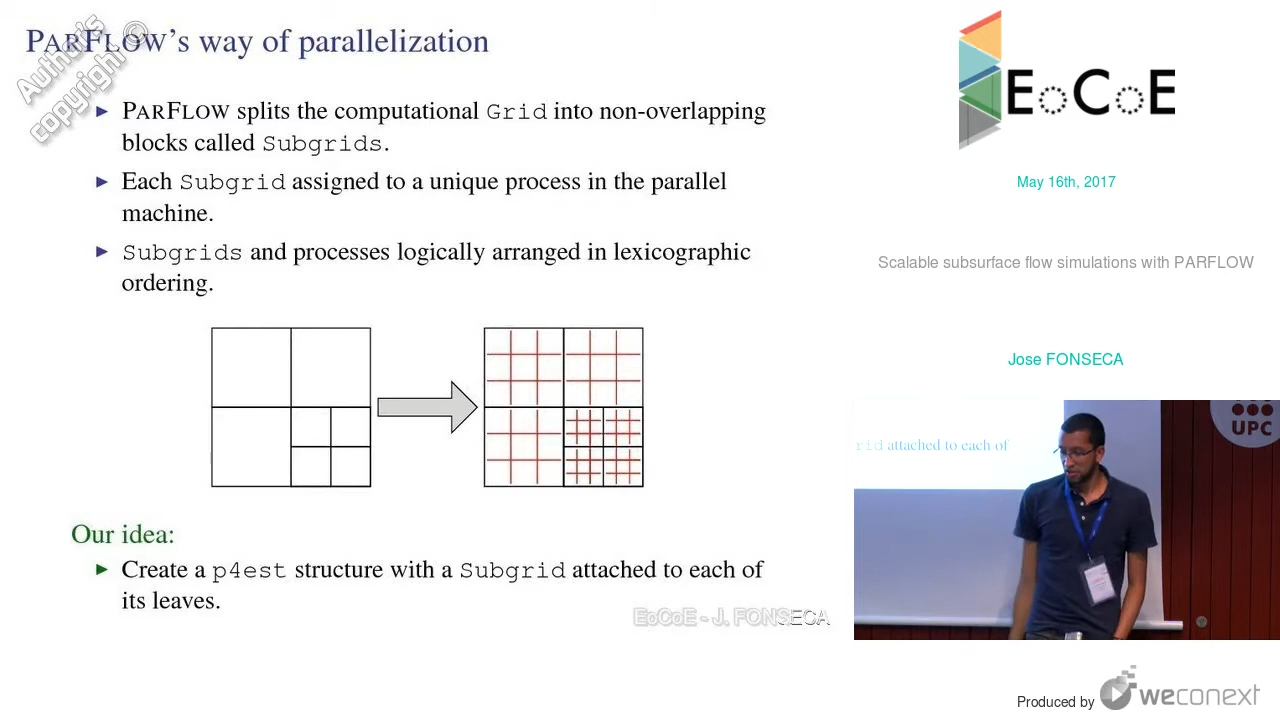 PARFLOW's way of parallelization
Author's
copyright ©
▶ PARFLOW splits the computational Grid into non-overlapping
blocks called Subgrids.
▶ Each Subgrid assigned to a unique process in the parallel
machine.
▶ Subgrids and processes logically arranged in lexicographic
ordering.
Our idea:
▶ Create a p4est structure with a Subgrid attached to each of
its leaves.
EoCoE - J. FONSECA
EoCoE
May 16th, 2017
Scalable subsurface flow simulations with PARFLOW
Jose FONSECA
rid attached to each of
UPC
Produced by weconext